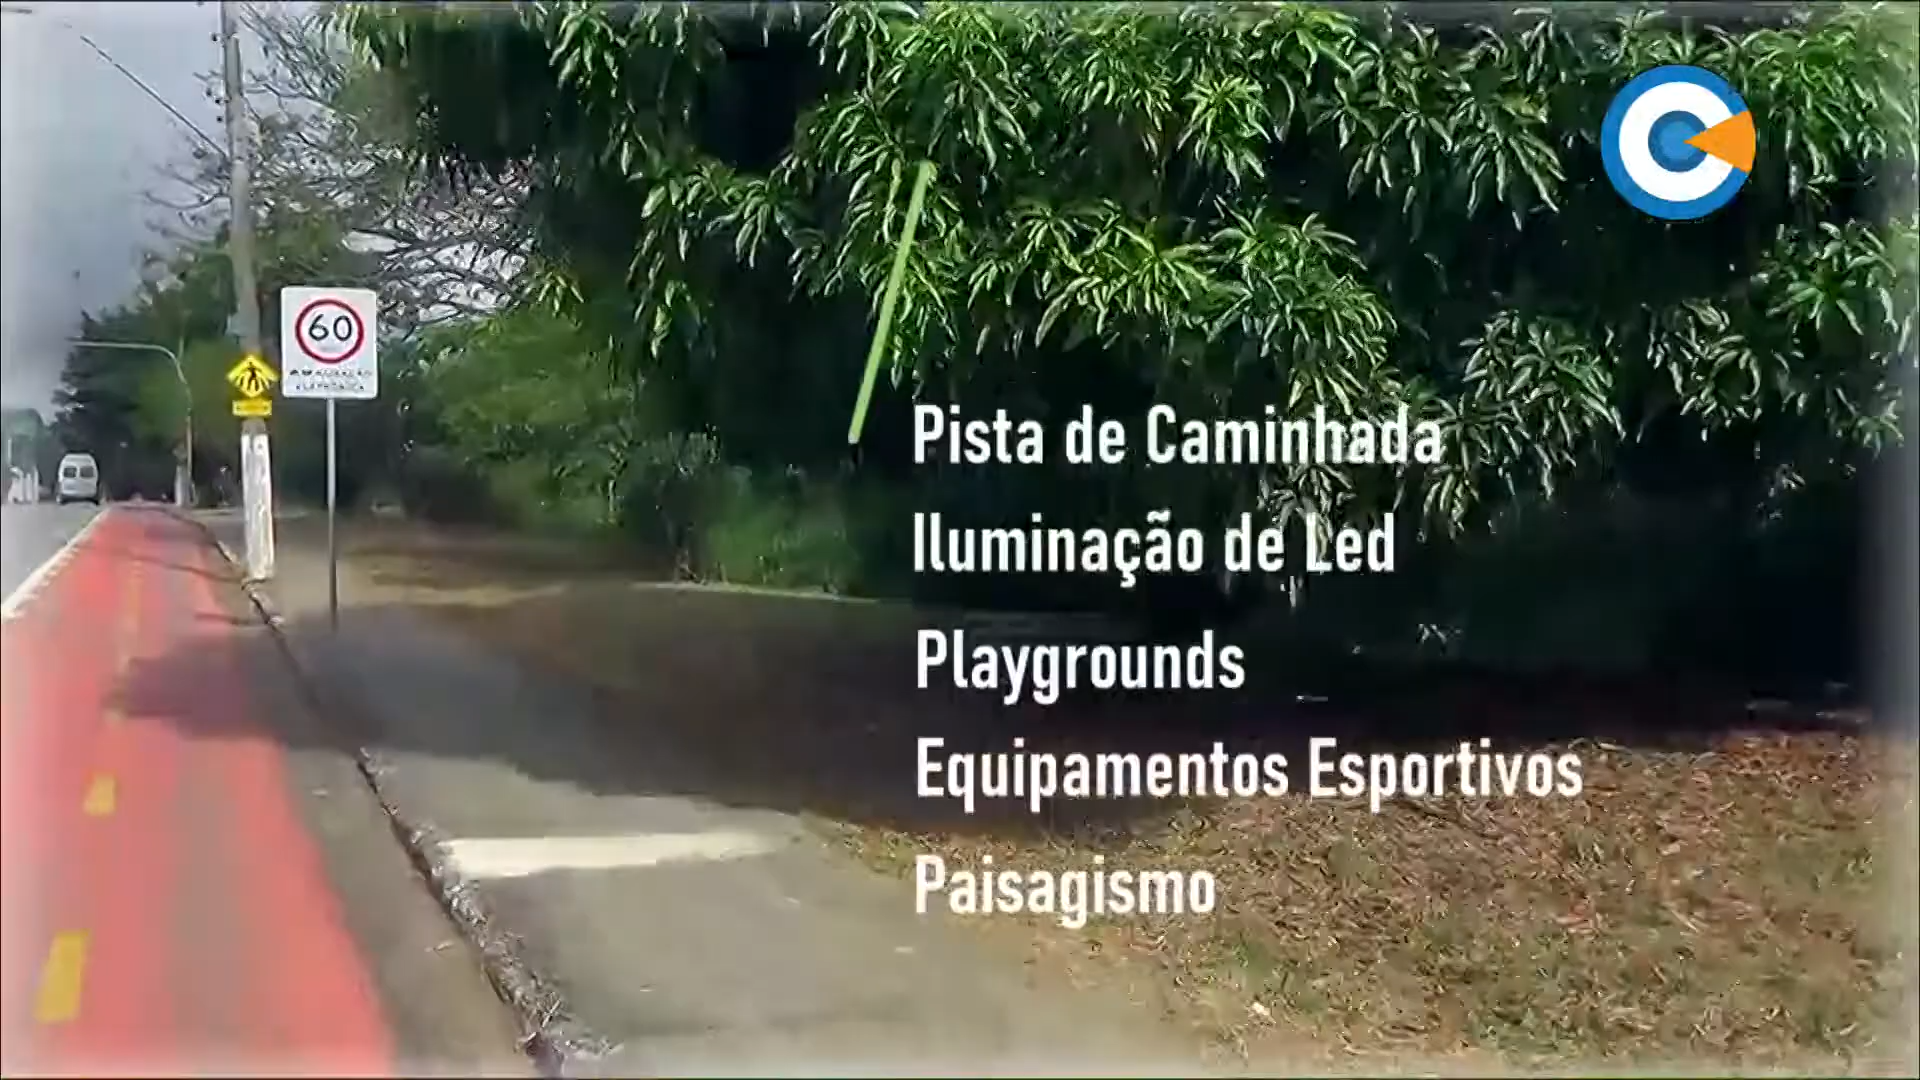 60
Pista de Caminhada
Iluminação de Led
Playgrounds
Equipamentos Esportivos
Paisagismo